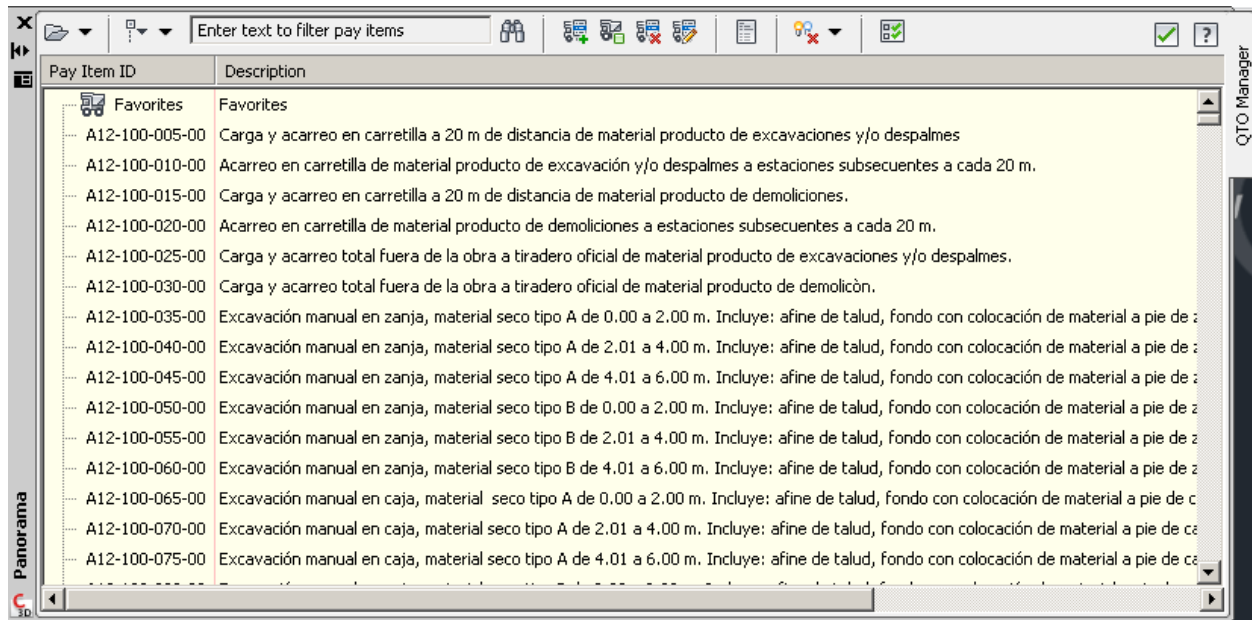 Enter text to filter pay items
Pay Item ID Description
Favorites Favorites
A12-100-005-00 Carga y acarreo en carretilla a 20 m de distancia de material producto de excavaciones y/o despalmes
A12-100-010-00 Acarreo en carretilla de material producto de excavación y/o despalmes a estaciones subsecuentes a cada 20 m.
A12-100-015-00 Carga y acarreo en carretilla a 20 m de distancia de material producto de demoliciones.
A12-100-020-00 Acarreo en carretilla de material producto de demoliciones a estaciones subsecuentes a cada 20 m.
A12-100-025-00 Carga y acarreo total fuera de la obra a tiradero oficial de material producto de excavaciones y/o despalmes.
A12-100-030-00 Carga y acarreo total fuera de la obra a tiradero oficial de material producto de demolicòn.
A12-100-035-00 Excavación manual en zanja, material seco tipo A de 0.00 a 2.00 m. Incluye: afine de talud, fondo con colocación de material a pie de
A12-100-040-00 Excavación manual en zanja, material seco tipo A de 2.01 a 4.00 m. Incluye: afine de talud, fondo con colocación de material a pie de
A12-100-045-00 Excavación manual en zanja, material seco tipo A de 4.01 a 6.00 m. Incluye: afine de talud, fondo con colocación de material a pie de
A12-100-050-00 Excavación manual en zanja, material seco tipo B de 0.00 a 2.00 m. Incluye: afine de talud, fondo con colocación de material a pie de
A12-100-055-00 Excavación manual en zanja, material seco tipo B de 2.01 a 4.00 m. Incluye: afine de talud, fondo con colocación de material a pie de
A12-100-060-00 Excavación manual en zanja, material seco tipo B de 4.01 a 6.00 m. Incluye: afine de talud, fondo con colocación de material a pie de
A12-100-065-00 Excavación manual en caja, material seco tipo A de 0.00 a 2.00 m. Incluye: afine de talud, fondo con colocación de material a pie de c
A12-100-070-00 Excavación manual en caja, material seco tipo A de 2.01 a 4.00 m. Incluye: afine de talud, fondo con colocación de material a pie de ca
A12-100-075-00 Excavación manual en caja, material seco tipo A de 4.01 a 6.00 m. Incluye: afine de talud, fondo con colocación de material a pie de ca
Panorama
QTO Manager
3D